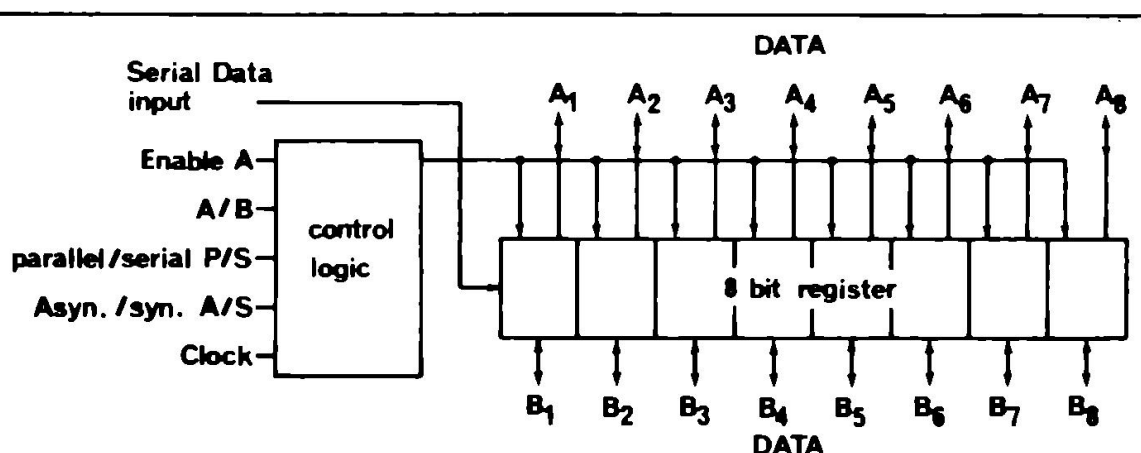 DATA
Serial Data
input
A₁ A₂ A₃ A₄ A₅ A₆ A₇ A₈
Enable A
A/B
control
logic
parallel/serial P/S
8 bit register
Asyn./syn. A/S
Clock
B₁ B₂ B₃ B₄ B₅ B₆ B₇ B₈
DATA